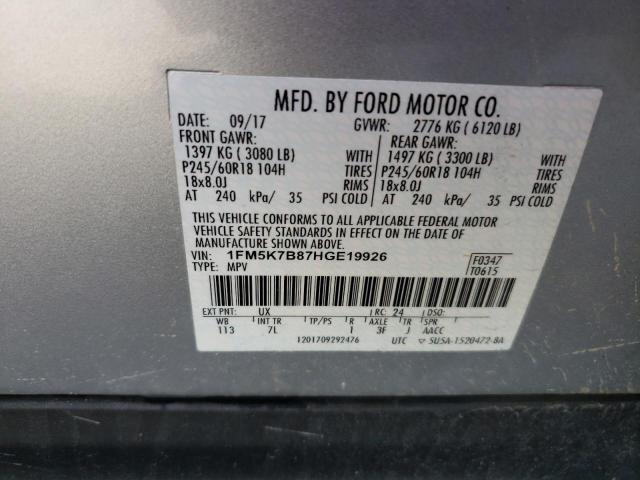 MFD. BY FORD MOTOR CO.
DATE: 09/17 GVWR: 2776 KG ( 6120 LB)
FRONT GAWR: REAR GAWR:
1397 KG ( 3080 LB) WITH 1497 KG ( 3300 LB) WITH
P245/60R18 104H TIRES P245/60R18 104H TIRES
18x8.0J RIMS 18x8.0J RIMS
AT 240 kPa/ 35 PSI COLD AT 240 kPa/ 35 PSI COLD
THIS VEHICLE CONFORMS TO ALL APPLICABLE FEDERAL MOTOR
VEHICLE SAFETY STANDARDS IN EFFECT ON THE DATE OF
MANUFACTURE SHOWN ABOVE.
VIN: 1FM5K7B87HGE19926 F0347
TYPE: MPV T0615
EXT PNT: UX RC: 24 DSO:
WB INT TR TP/PS R AXLE TR SPR
113 7L I 3F J AACC
1201709292476 UTC ▽ 5U5A-1520472-8A